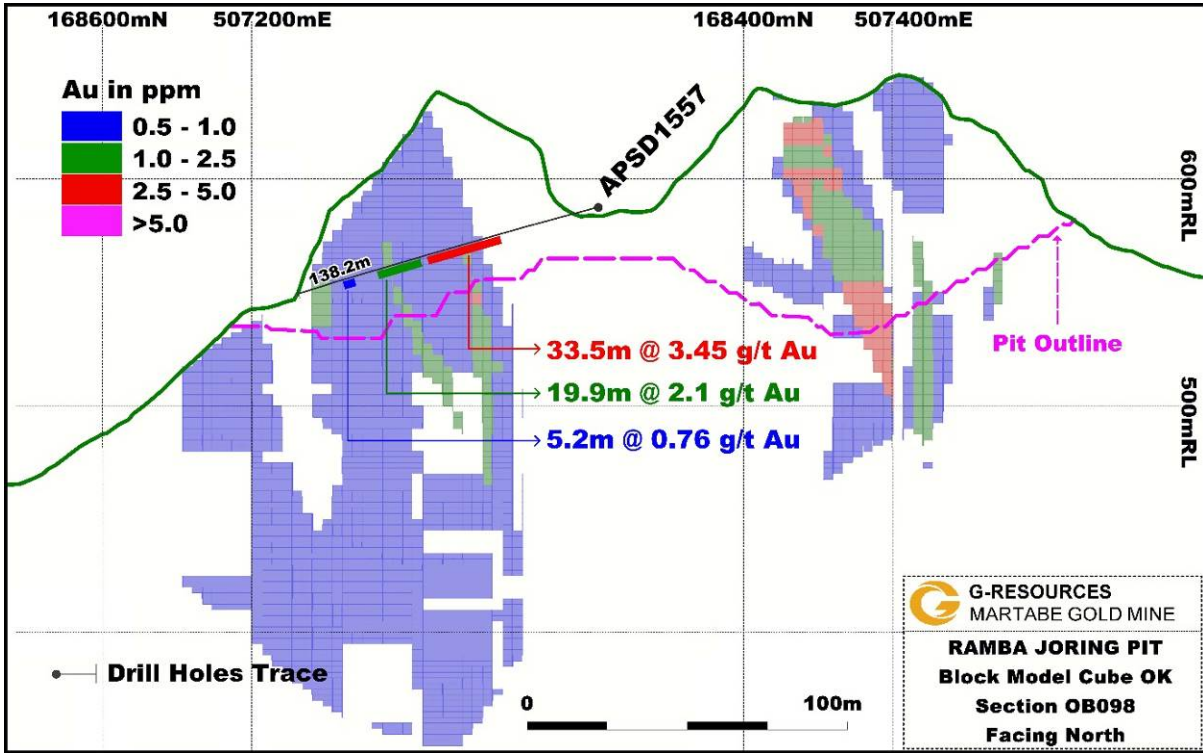 168600mN
507200mE
168400mN
507400mE
Au in ppm
0.5 - 1.0
1.0 - 2.5
2.5 - 5.0
>5.0
APSD1557
138.2m
600mRL
Pit Outline
33.5m @ 3.45 g/t Au
19.9m @ 2.1 g/t Au
5.2m @ 0.76 g/t Au
500mRL
Drill Holes Trace
0
100m
G-RESOURCES
MARTABE GOLD MINE
RAMBA JORING PIT
Block Model Cube OK
Section OB098
Facing North